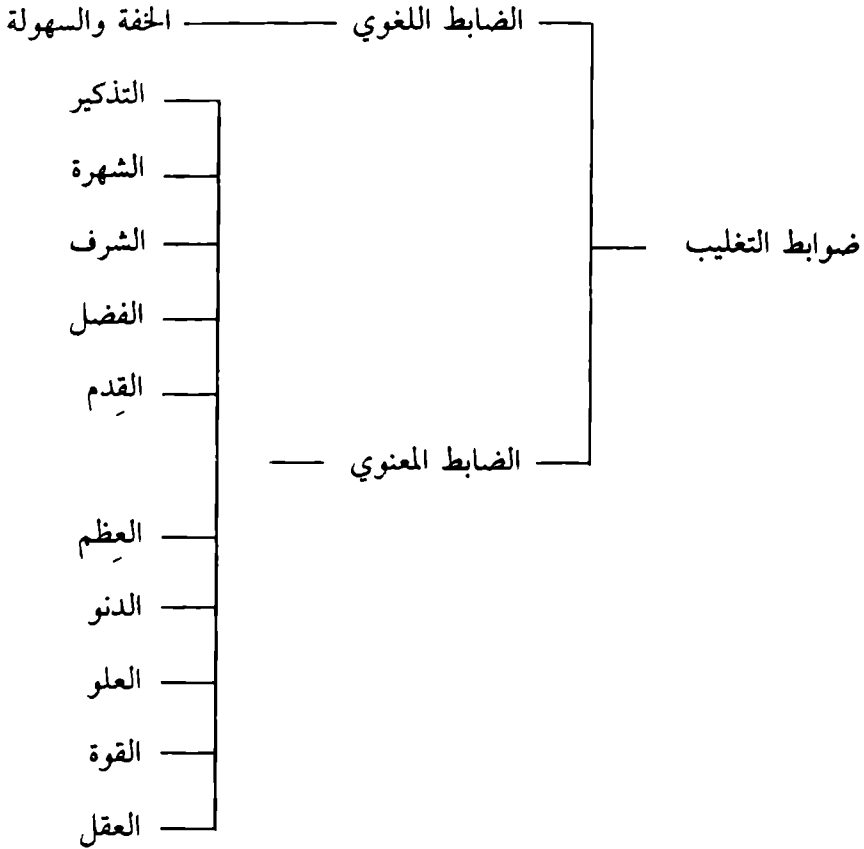 الضابط اللغوي الخفة والسهولة
التذكير
الشهرة
الشرف
ضوابط التغليب
الفضل
القِدم
الضابط المعنوي
العِظم
الدنو
العلو
القوة
العقل